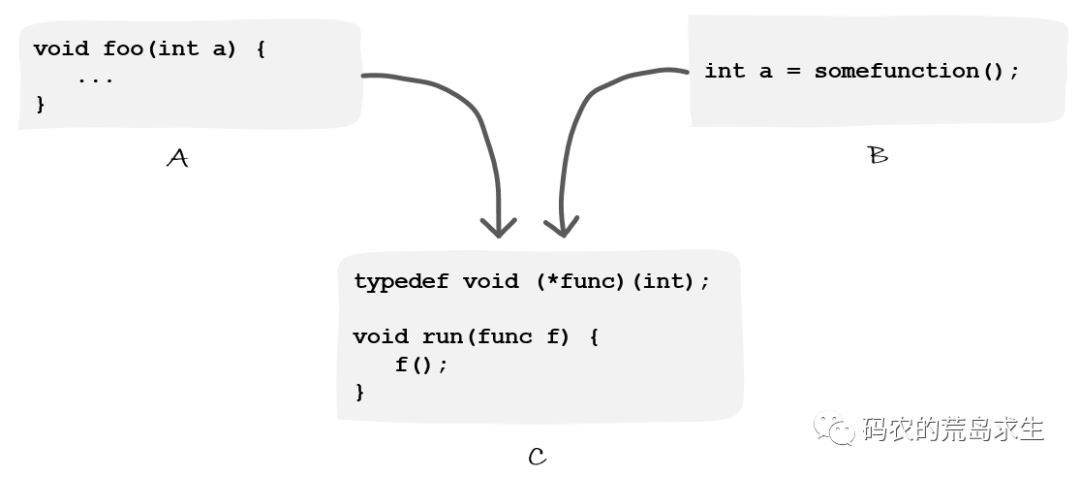 void foo(int a) {
...
}
A
int a = somefunction();
B
typedef void (*func)(int);
void run(func f) {
f();
}
C
码农的荒岛求生